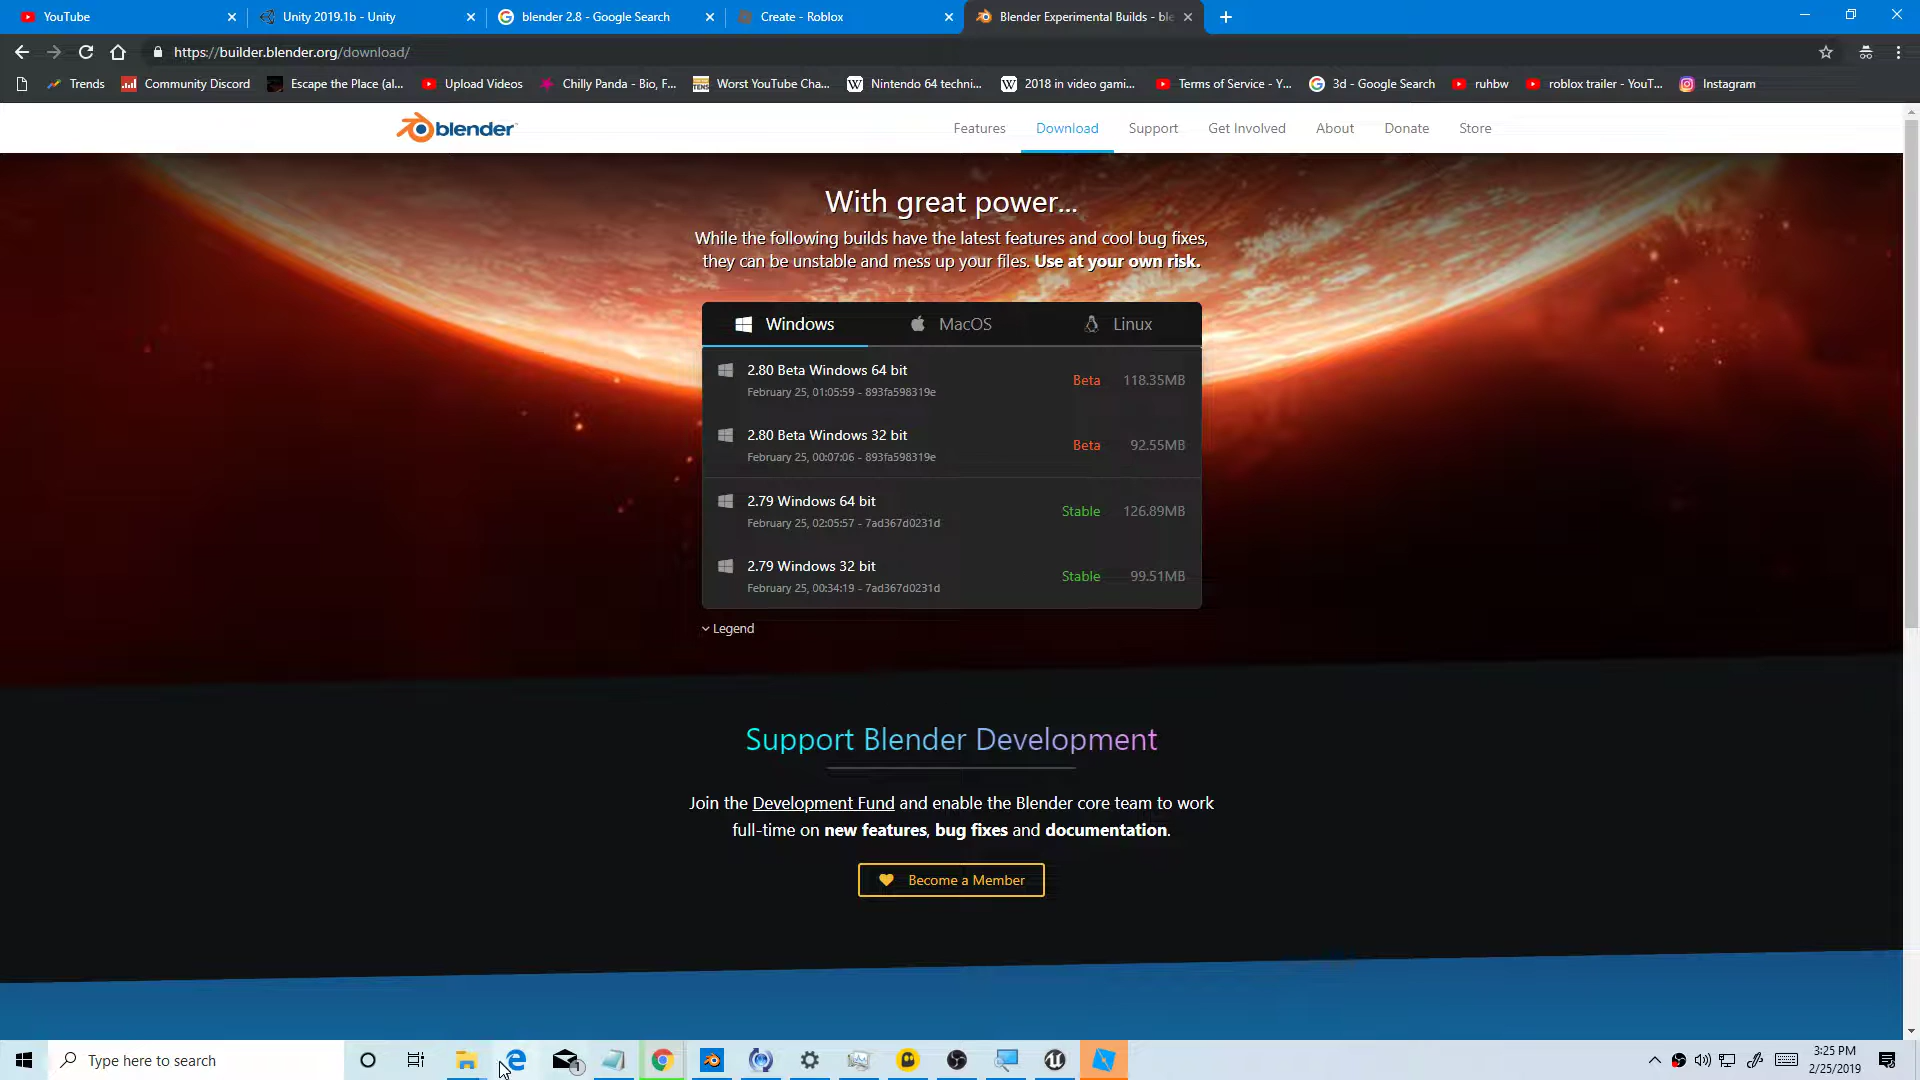 YouTube
Unity 2019.1b - Unity
blender 2.8 - Google Search
Create - Roblox
Blender Experimental Builds - ble
https://builder.blender.org/download/
Trends
Community Discord
Escape the Place (al...
Upload Videos
Chilly Panda - Bio, F...
Worst YouTube Cha...
Nintendo 64 techni...
2018 in video gami...
Terms of Service - Y...
3d - Google Search
ruhbw
roblox trailer - YouT...
Instagram
blender
Features
Download
Support
Get Involved
About
Donate
Store
With great power...
While the following builds have the latest features and cool bug fixes,
they can be unstable and mess up your files. Use at your own risk.
Windows
MacOS
Linux
2.80 Beta Windows 64 bit
February 25, 01:05:59 - 893fa598319e
Beta 118.35MB
2.80 Beta Windows 32 bit
February 25, 00:07:06 - 893fa598319e
Beta 92.55MB
2.79 Windows 64 bit
February 25, 02:05:57 - 7ad367d0231d
Stable 126.89MB
2.79 Windows 32 bit
February 25, 00:34:19 - 7ad367d0231d
Stable 99.51MB
Legend
Support Blender Development
Join the Development Fund and enable the Blender core team to work
full-time on new features, bug fixes and documentation.
Become a Member
Type here to search
1
3:25 PM
2/25/2019